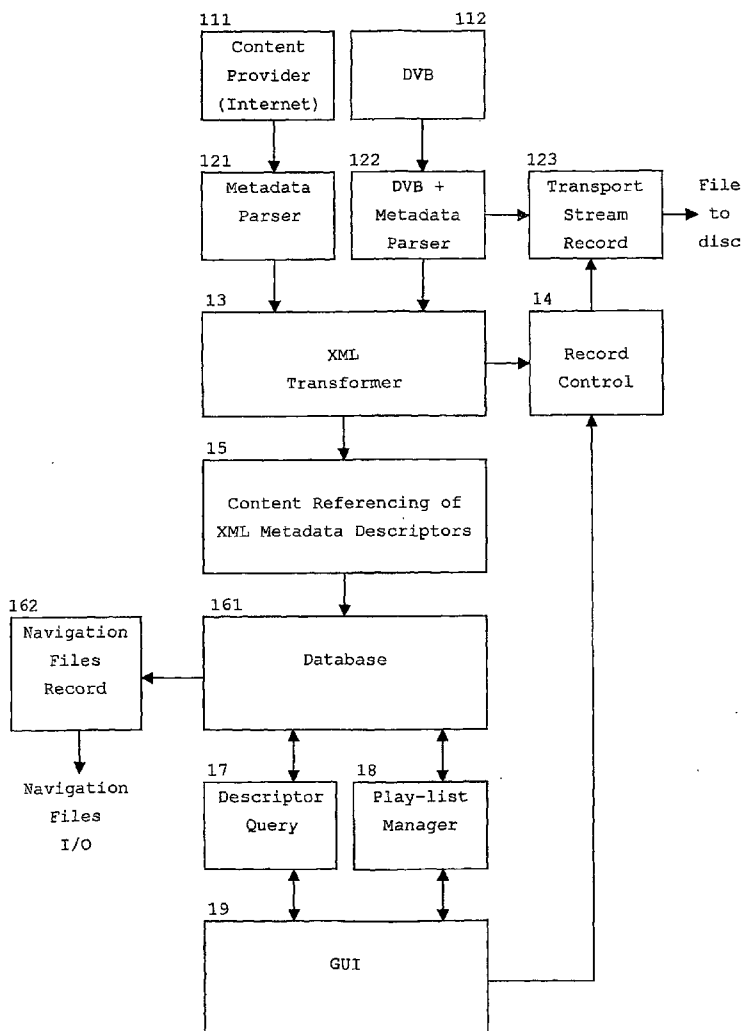 111
Content
Provider
(Internet)
112
DVB
121
Metadata
Parser
122
DVB +
Metadata
Parser
123
Transport
Stream
Record
File
to
disc
13
XML
Transformer
14
Record
Control
15
Content Referencing of
XML Metadata Descriptors
162
Navigation
Files
Record
161
Database
Navigation
Files
I/O
17
Descriptor
Query
18
Play-list
Manager
19
GUI